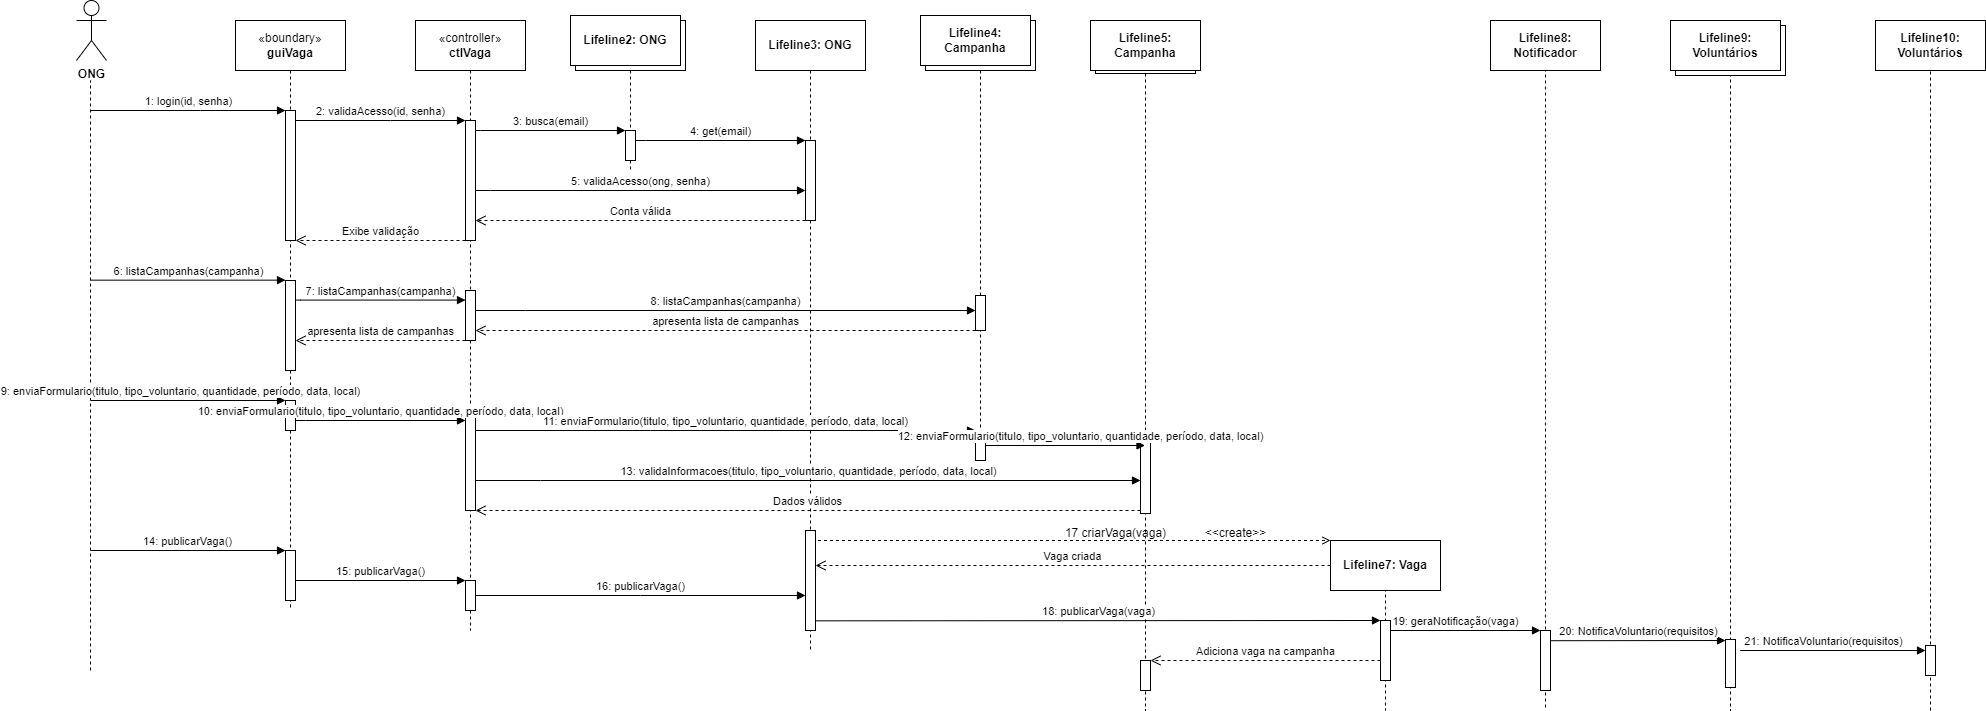 ONG
«boundary»
guiVaga
«controller»
ctlVaga
Lifeline2: ONG
Lifeline3: ONG
Lifeline4:
Campanha
Lifeline5:
Campanha
Lifeline8:
Notificador
Lifeline9:
Voluntários
Lifeline10:
Voluntários
1: login(id, senha)
2: validaAcesso(id, senha)
3: busca(email)
4: get(email)
5: validaAcesso(ong, senha)
Conta válida
Exibe validação
6: listaCampanhas(campanha)
7: listaCampanhas(campanha)
8: listaCampanhas(campanha)
apresenta lista de campanhas
apresenta lista de campanhas
9: enviaFormulario(titulo, tipo_voluntario, quantidade, período, data, local)
10: enviaFormulario(titulo, tipo_voluntario, quantidade, período, data, local)
11: enviaFormulario(titulo, tipo_voluntario, quantidade, período, data, local)
12: enviaFormulario(titulo, tipo_voluntario, quantidade, período, data, local)
13: validaInformacoes(titulo, tipo_voluntario, quantidade, período, data, local)
Dados válidos
14: publicarVaga()
17 criarVaga(vaga)
<<create>>
Vaga criada
Lifeline7: Vaga
15: publicarVaga()
16: publicarVaga()
18: publicarVaga(vaga)
19: geraNotificação(vaga)
20: NotificaVoluntario(requisitos)
21: NotificaVoluntario(requisitos)
Adiciona vaga na campanha